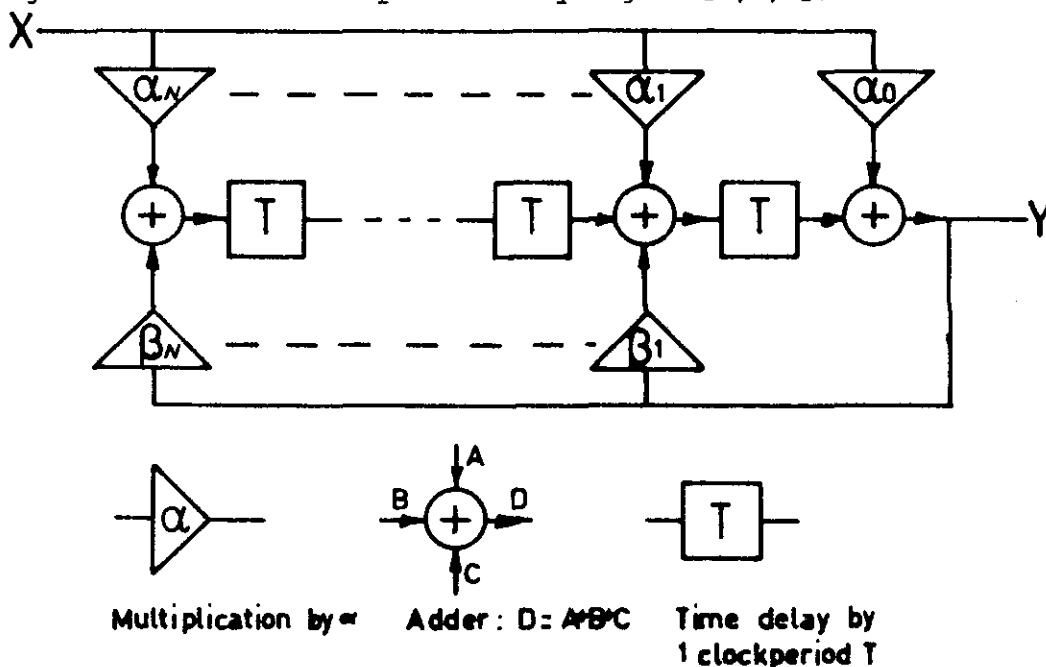 X
αN α1 α0
+ T T + T + Y
βN β1
α
A
B + D
C
T
Multiplication by α Adder: D=A+B+C Time delay by
1 clockperiod T